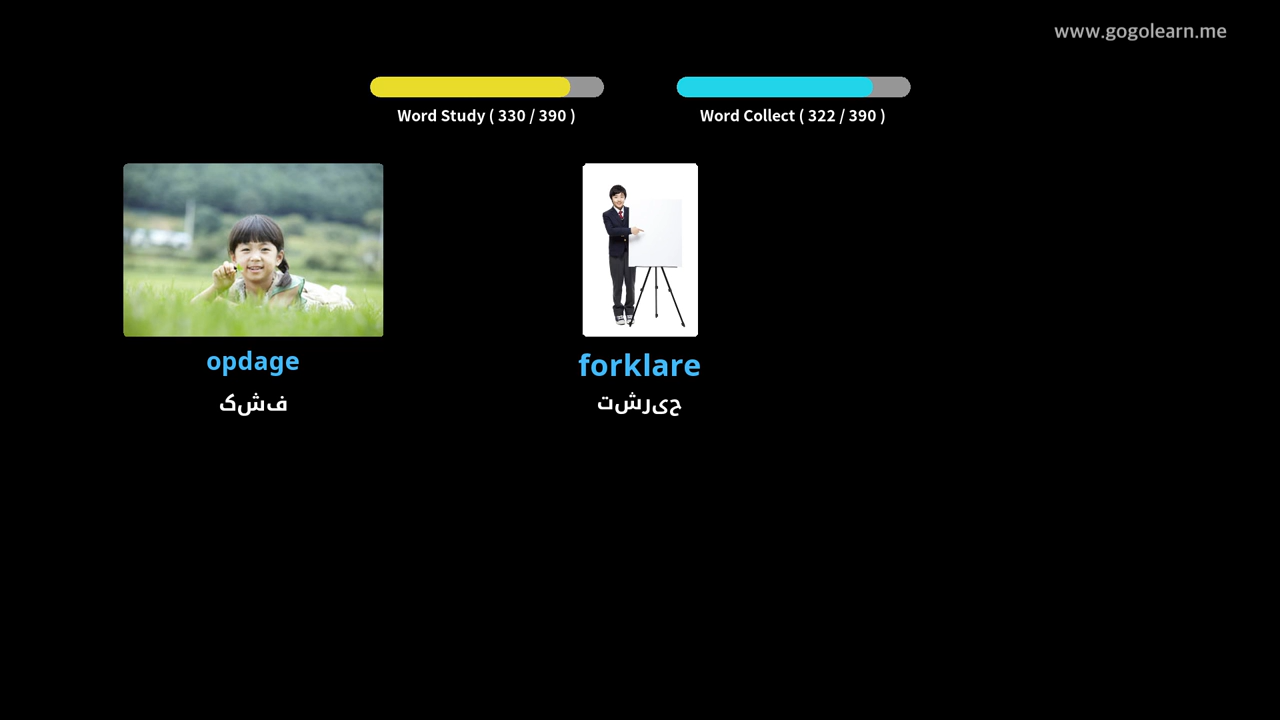 www.gogolearn.me
Word Study ( 330 / 390 )
Word Collect ( 322 / 390 )
opdage
forklare
فشک
حیرشت